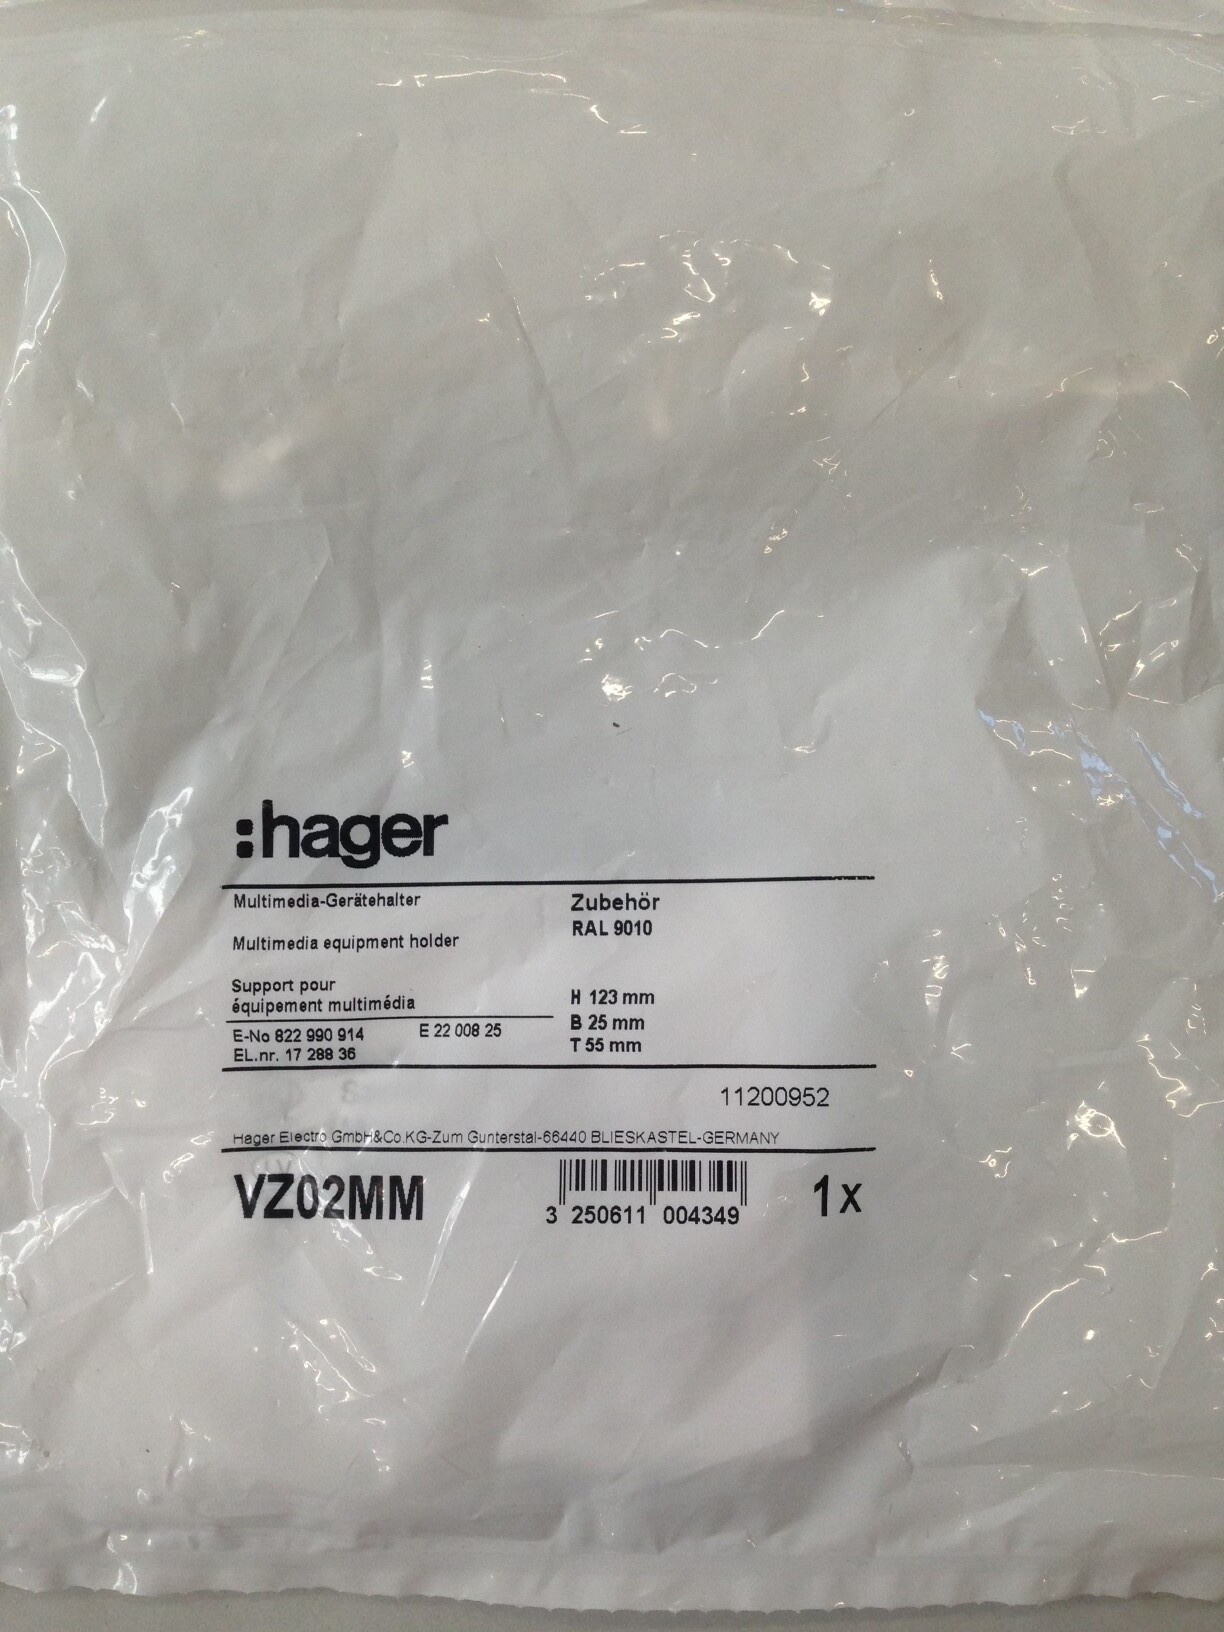 :hager
Multimedia-Gerätehalter
Multimedia equipment holder
Support pour
équipement multimédia
Zubehör
RAL 9010
H 123 mm
B 25 mm
T 55 mm
E-No 822 990 914 E 22 008 25
EL.nr. 17 288 36
11200952
Hager Electro GmbH&Co.KG-Zum Gunterstal-66440 BLIESKASTEL-GERMANY
VZ02MM
3 250611 004349
1x